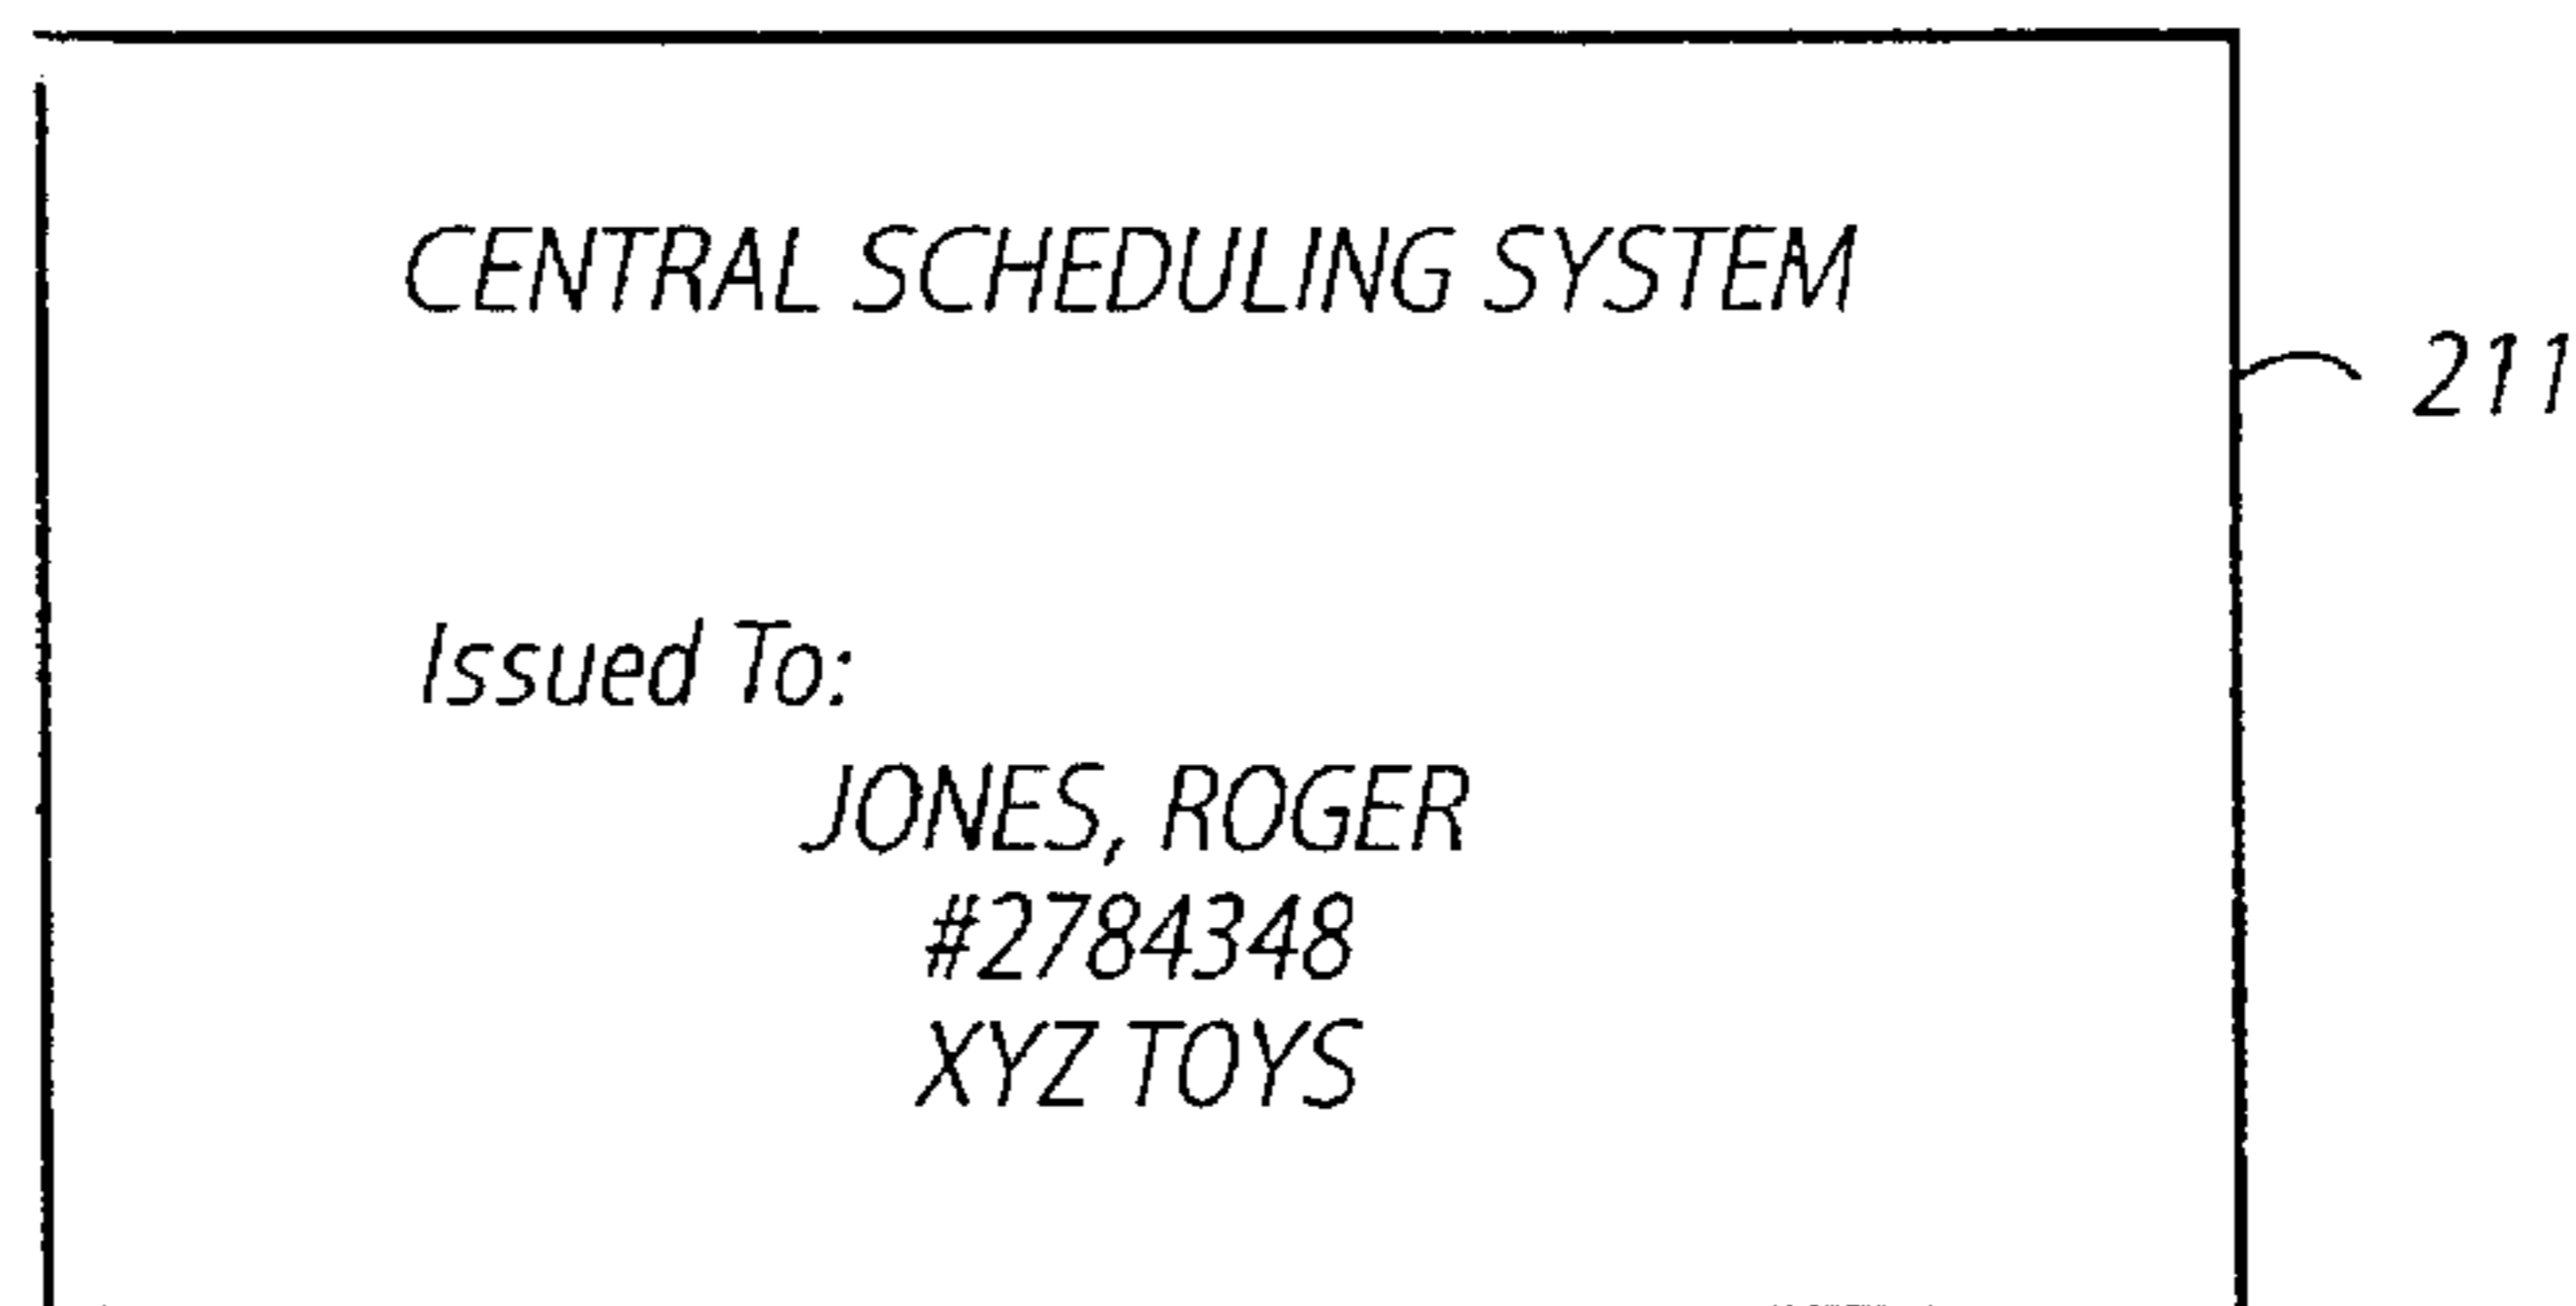 CENTRAL SCHEDULING SYSTEM
211
Issued To:
JONES, ROGER
#2784348
XYZ TOYS